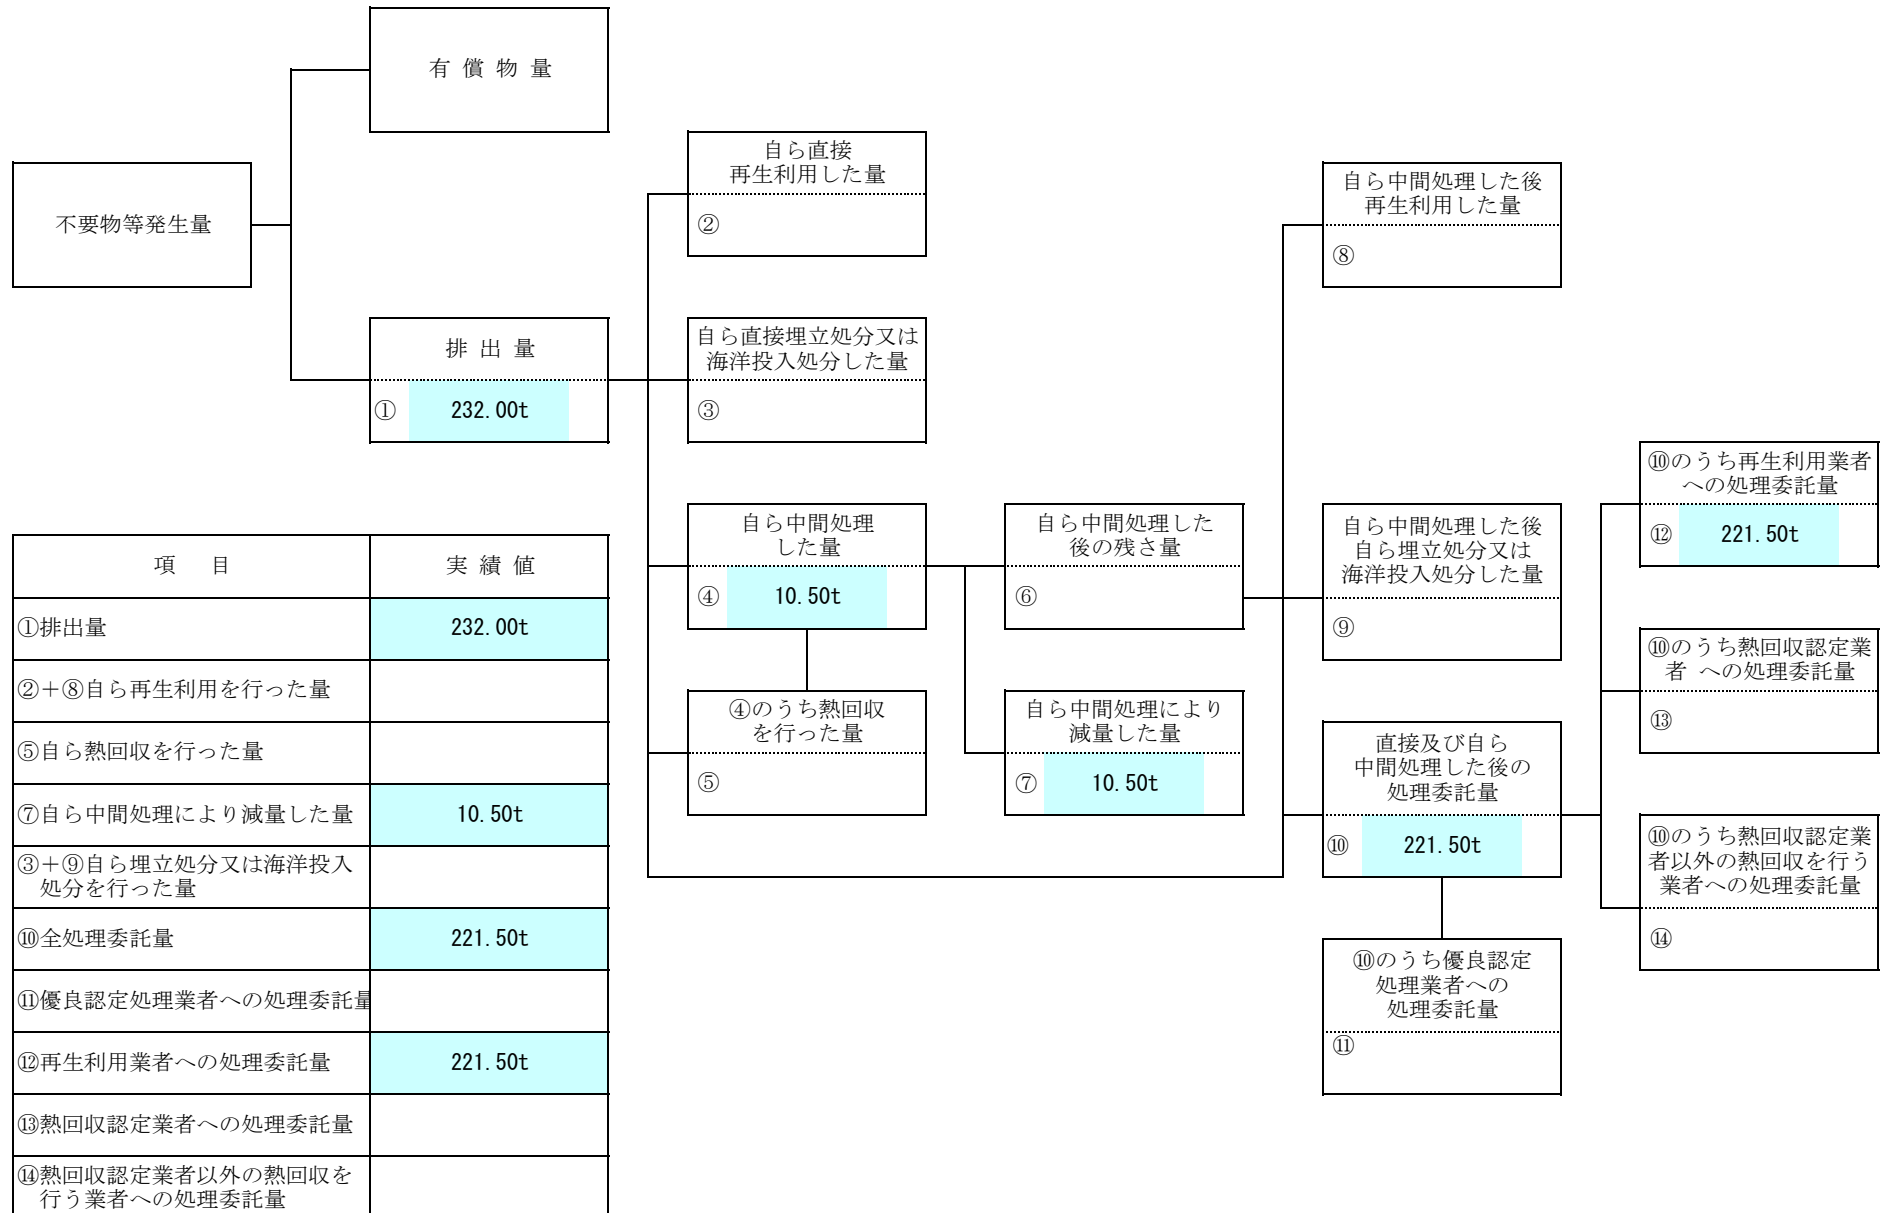 有 償 物 量
不要物等発生量
排 出 量
① 232.00t
自ら直接
再生利用した量
②
自ら直接埋立処分又は
海洋投入処分した量
③
自ら中間処理
した量
④ 10.50t
④のうち熱回収
を行った量
⑤
自ら中間処理した
後の残さ量
⑥
自ら中間処理により
減量した量
⑦ 10.50t
自ら中間処理した後
再生利用した量
⑧
自ら中間処理した後
自ら埋立処分又は
海洋投入処分した量
⑨
直接及び自ら
中間処理した後の
処理委託量
⑩ 221.50t
⑩のうち優良認定
処理業者への
処理委託量
⑪
⑩のうち再生利用業者
への処理委託量
⑫ 221.50t
⑩のうち熱回収認定業
者 への処理委託量
⑬
⑩のうち熱回収認定業
者以外の熱回収を行う
業者への処理委託量
⑭
項 目 実 績 値
①排出量 232.00t
②＋⑧自ら再生利用を行った量
⑤自ら熱回収を行った量
⑦自ら中間処理により減量した量 10.50t
③＋⑨自ら埋立処分又は海洋投入
処分を行った量
⑩全処理委託量 221.50t
⑪優良認定処理業者への処理委託量
⑫再生利用業者への処理委託量 221.50t
⑬熱回収認定業者への処理委託量
⑭熱回収認定業者以外の熱回収を
行う業者への処理委託量